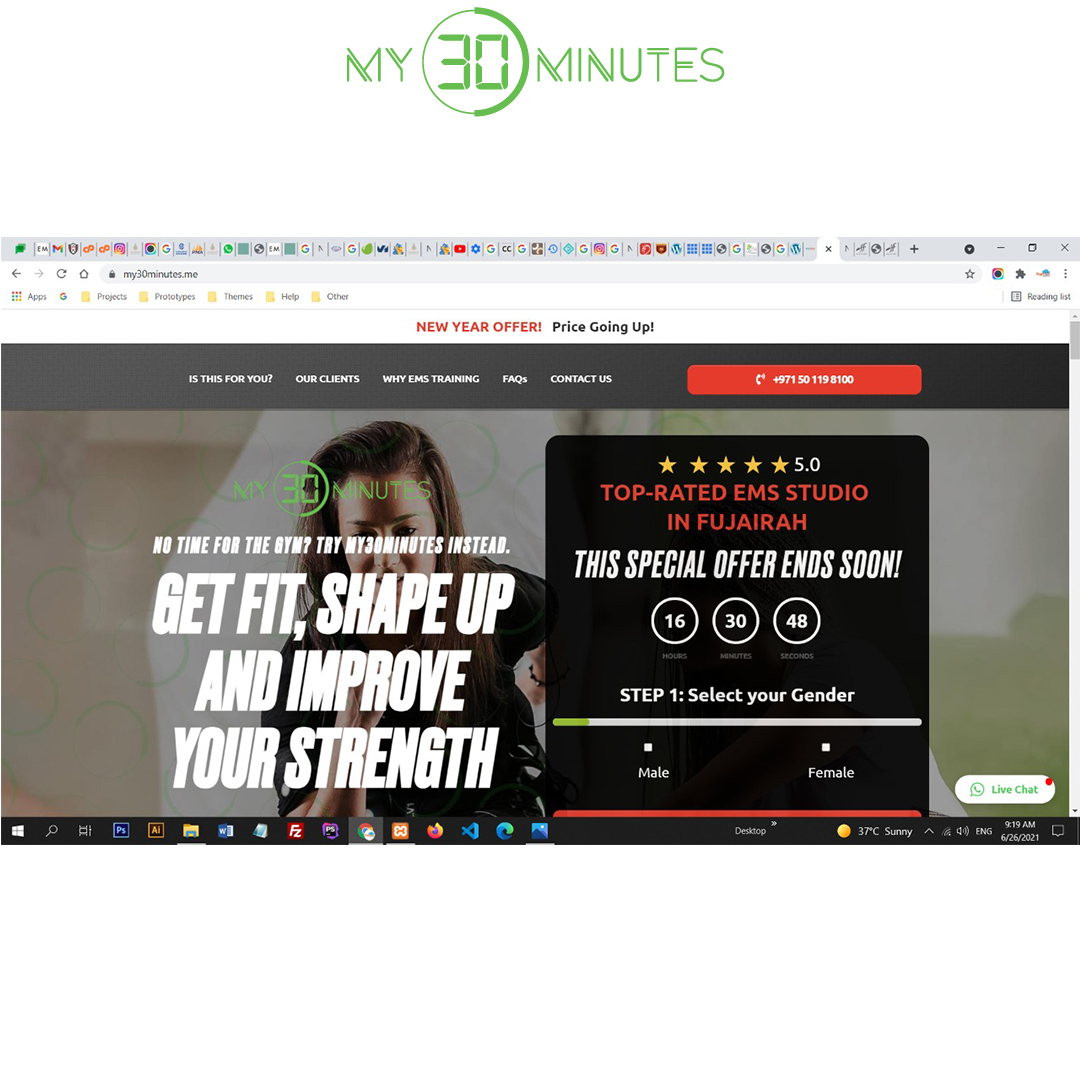 MY 30 MINUTES
my30minutes.me
Apps
Projects
Prototypes
Themes
Help
Other
Reading list
NEW YEAR OFFER! Price Going Up!
IS THIS FOR YOU?
OUR CLIENTS
WHY EMS TRAINING
FAQs
CONTACT US
+971 50 119 8100
MY 30 MINUTES
NO TIME FOR THE GYM? TRY MY30MINUTES INSTEAD.
GET FIT, SHAPE UP
AND IMPROVE
YOUR STRENGTH
5.0
TOP-RATED EMS STUDIO
IN FUJAIRAH
THIS SPECIAL OFFER ENDS SOON!
16 30 48
HOURS MINUTES SECONDS
STEP 1: Select your Gender
Male Female
Live Chat
Desktop
37°C Sunny
ENG
9:19 AM
6/26/2021